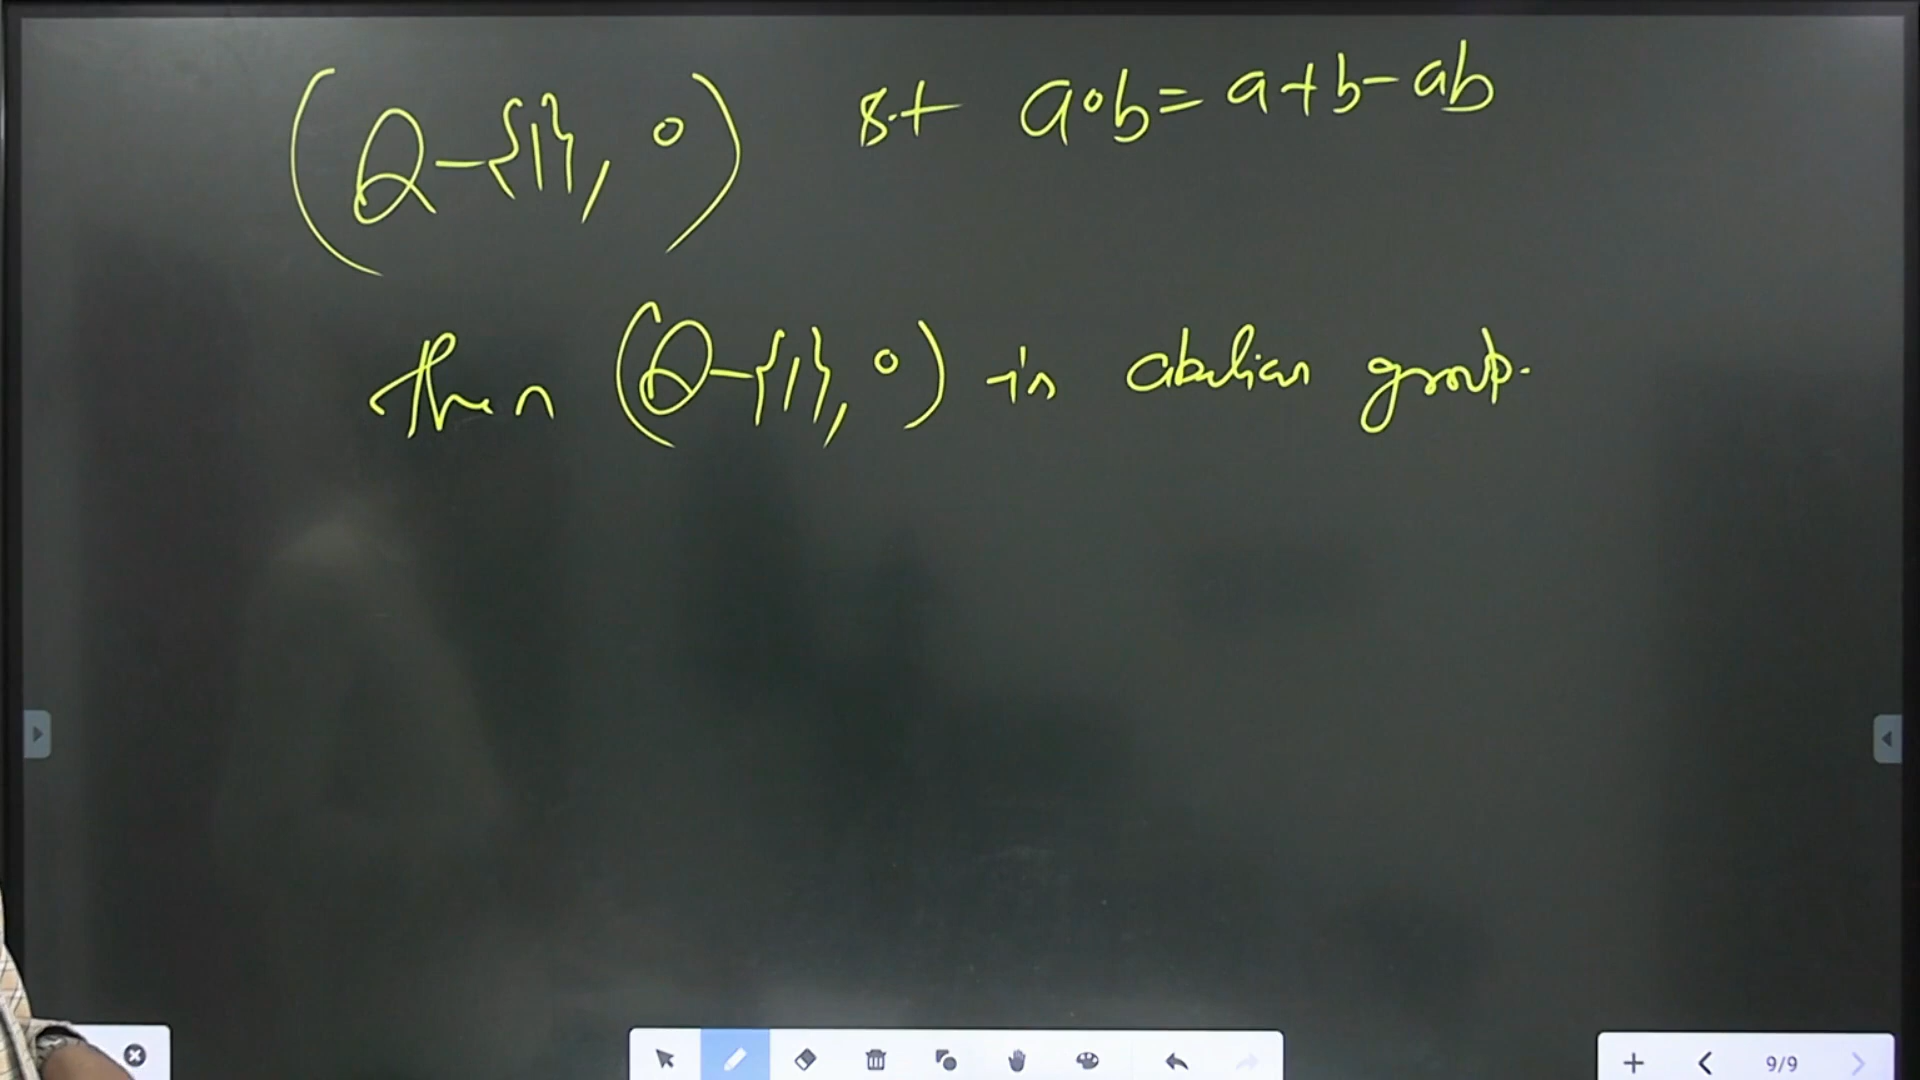 (Q-{1}, °) s.t a°b = a+b-ab
then (Q-{1}, °) is abelian group.
9/9